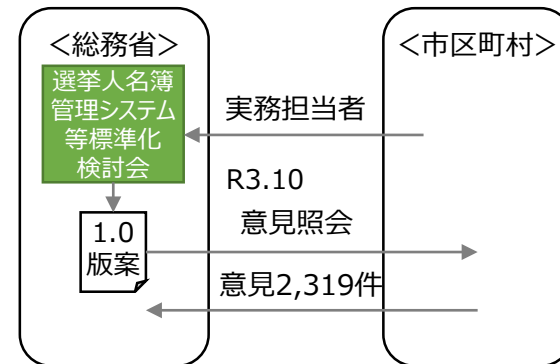 ＜総務省＞
＜市区町村＞
選挙人名簿
管理システム
等標準化
検討会
実務担当者
R3.10
意見照会
1.0
版案
意見2,319件